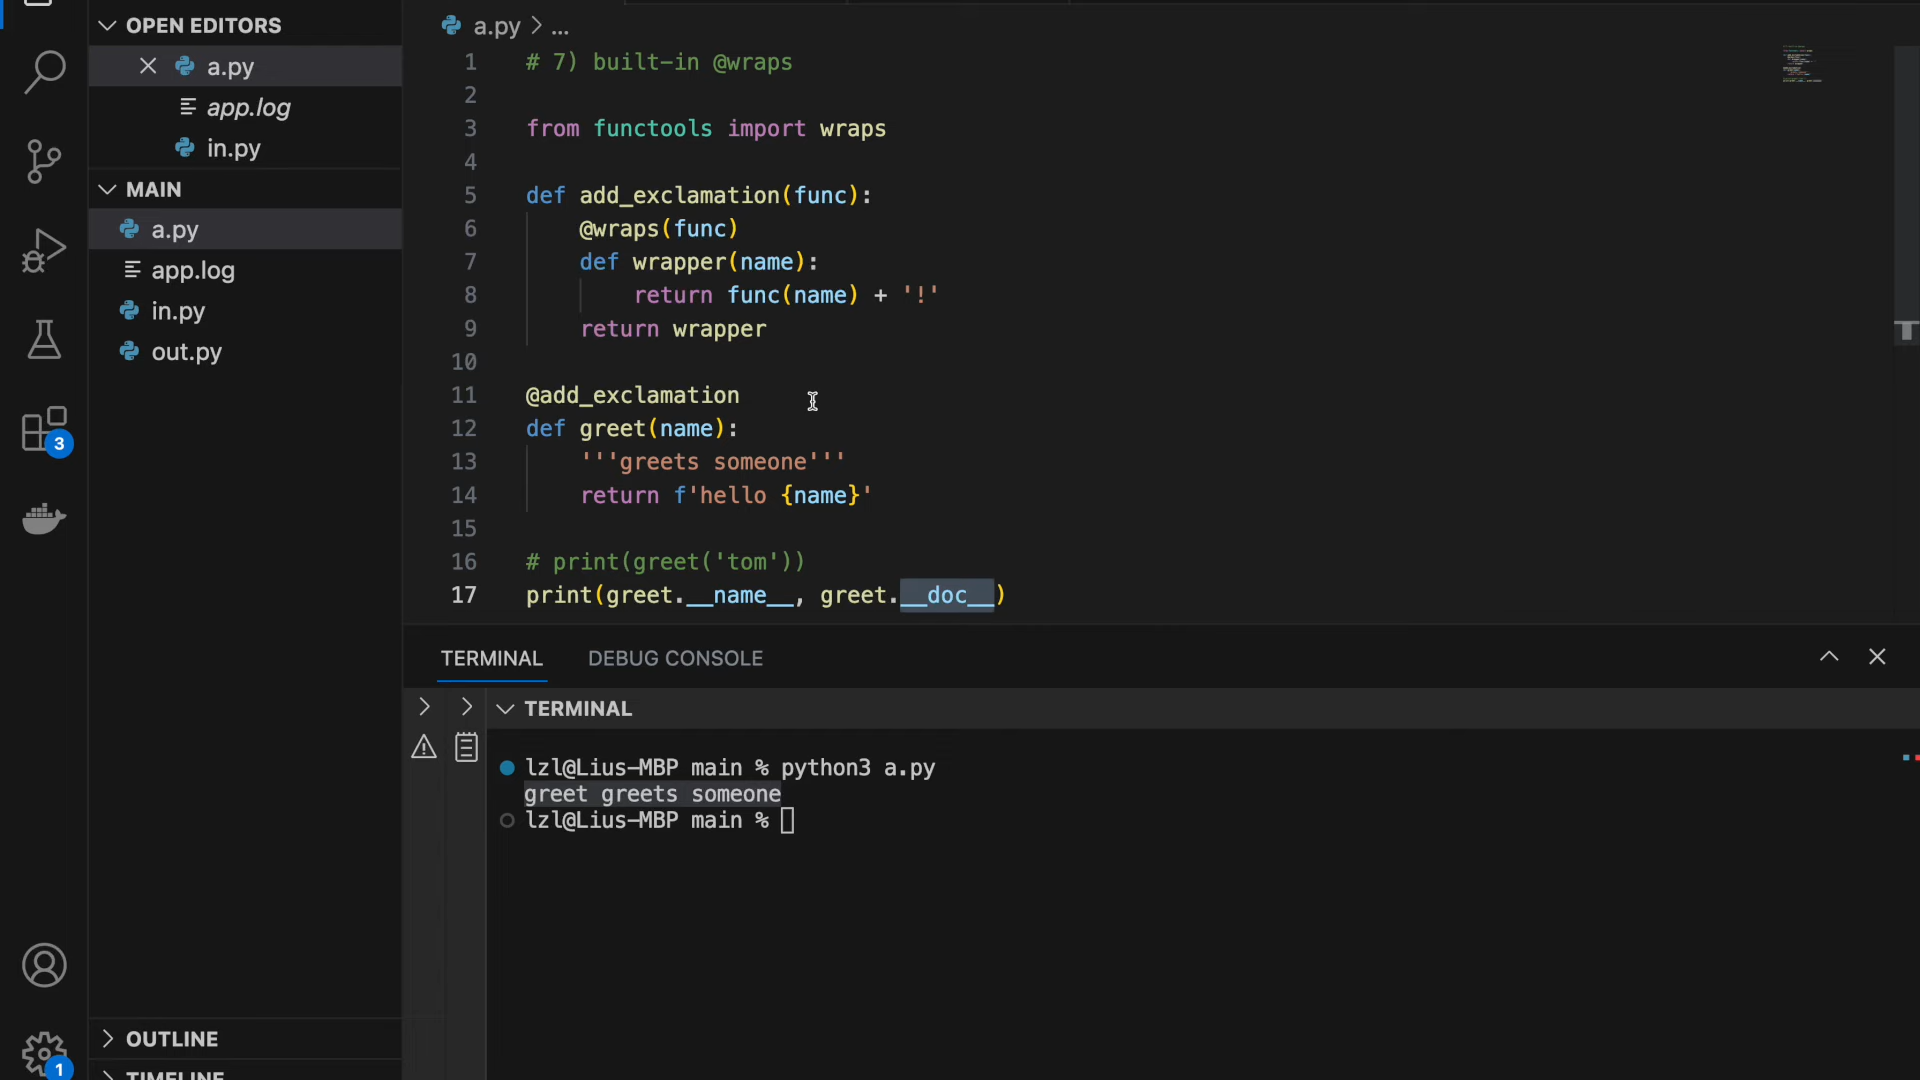 OPEN EDITORS
a.py
app.log
in.py
MAIN
a.py
app.log
in.py
out.py
3
OUTLINE
TIMELINE
1
a.py > ...
1 # 7) built-in @wraps
2
3 from functools import wraps
4
5 def add_exclamation(func):
6 @wraps(func)
7 def wrapper(name):
8 return func(name) + '!'
9 return wrapper
10
11 @add_exclamation
12 def greet(name):
13 '''greets someone'''
14 return f'hello {name}'
15
16 # print(greet('tom'))
17 print(greet.__name__, greet.__doc__)
TERMINAL DEBUG CONSOLE
TERMINAL
lzl@Lius-MBP main % python3 a.py
greet greets someone
lzl@Lius-MBP main %